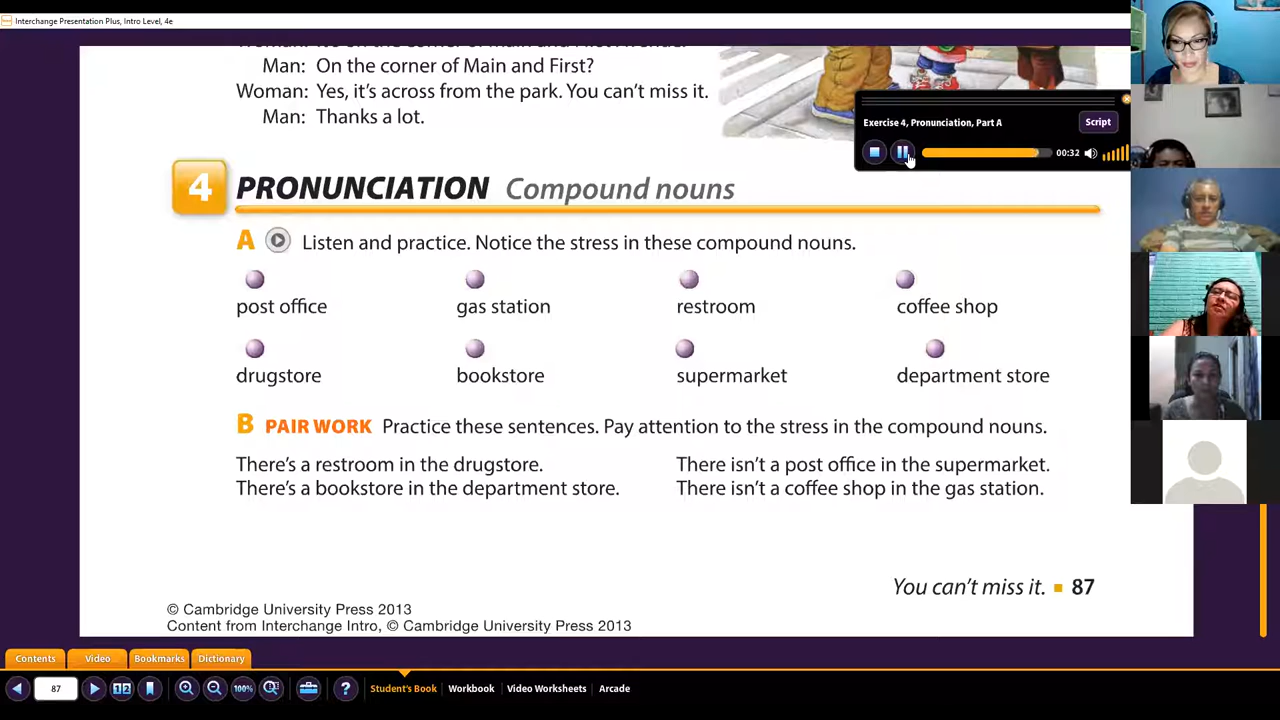 Interchange Presentation Plus, Intro Level, 4e
Man: On the corner of Main and First?
Woman: Yes, it's across from the park. You can't miss it.
Man: Thanks a lot.
Exercise 4, Pronunciation, Part A
Script
00:32
4 PRONUNCIATION Compound nouns
A Listen and practice. Notice the stress in these compound nouns.
post office gas station restroom coffee shop
drugstore bookstore supermarket department store
B PAIR WORK Practice these sentences. Pay attention to the stress in the compound nouns.
There's a restroom in the drugstore. There isn't a post office in the supermarket.
There's a bookstore in the department store. There isn't a coffee shop in the gas station.
You can't miss it. 87
© Cambridge University Press 2013
Content from Interchange Intro, © Cambridge University Press 2013
Contents Video Bookmarks Dictionary
87 12 100% ? Student's Book Workbook Video Worksheets Arcade